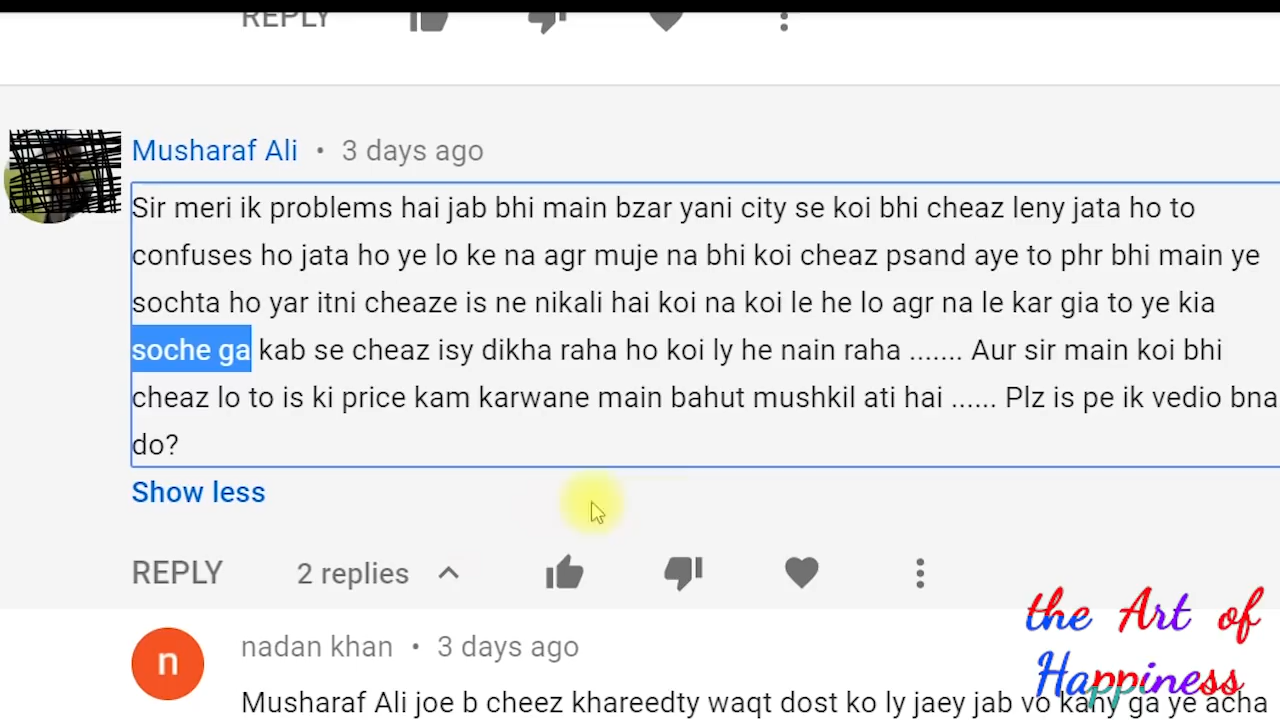 REPLY
Musharaf Ali • 3 days ago
Sir meri ik problems hai jab bhi main bzar yani city se koi bhi cheaz leny jata ho to
confuses ho jata ho ye lo ke na agr muje na bhi koi cheaz psand aye to phr bhi main ye
sochta ho yar itni cheaze is ne nikali hai koi na koi le he lo agr na le kar gia to ye kia
soche ga kab se cheaz isy dikha raha ho koi ly he nain raha ....... Aur sir main koi bhi
cheaz lo to is ki price kam karwane main bahut mushkil ati hai ...... Plz is pe ik vedio bna
do?
Show less
REPLY 2 replies
n
nadan khan • 3 days ago
Musharaf Ali joe b cheez khareedty waqt dost ko ly jaey jab vo kahy ga ye acha
the Art of
Happiness